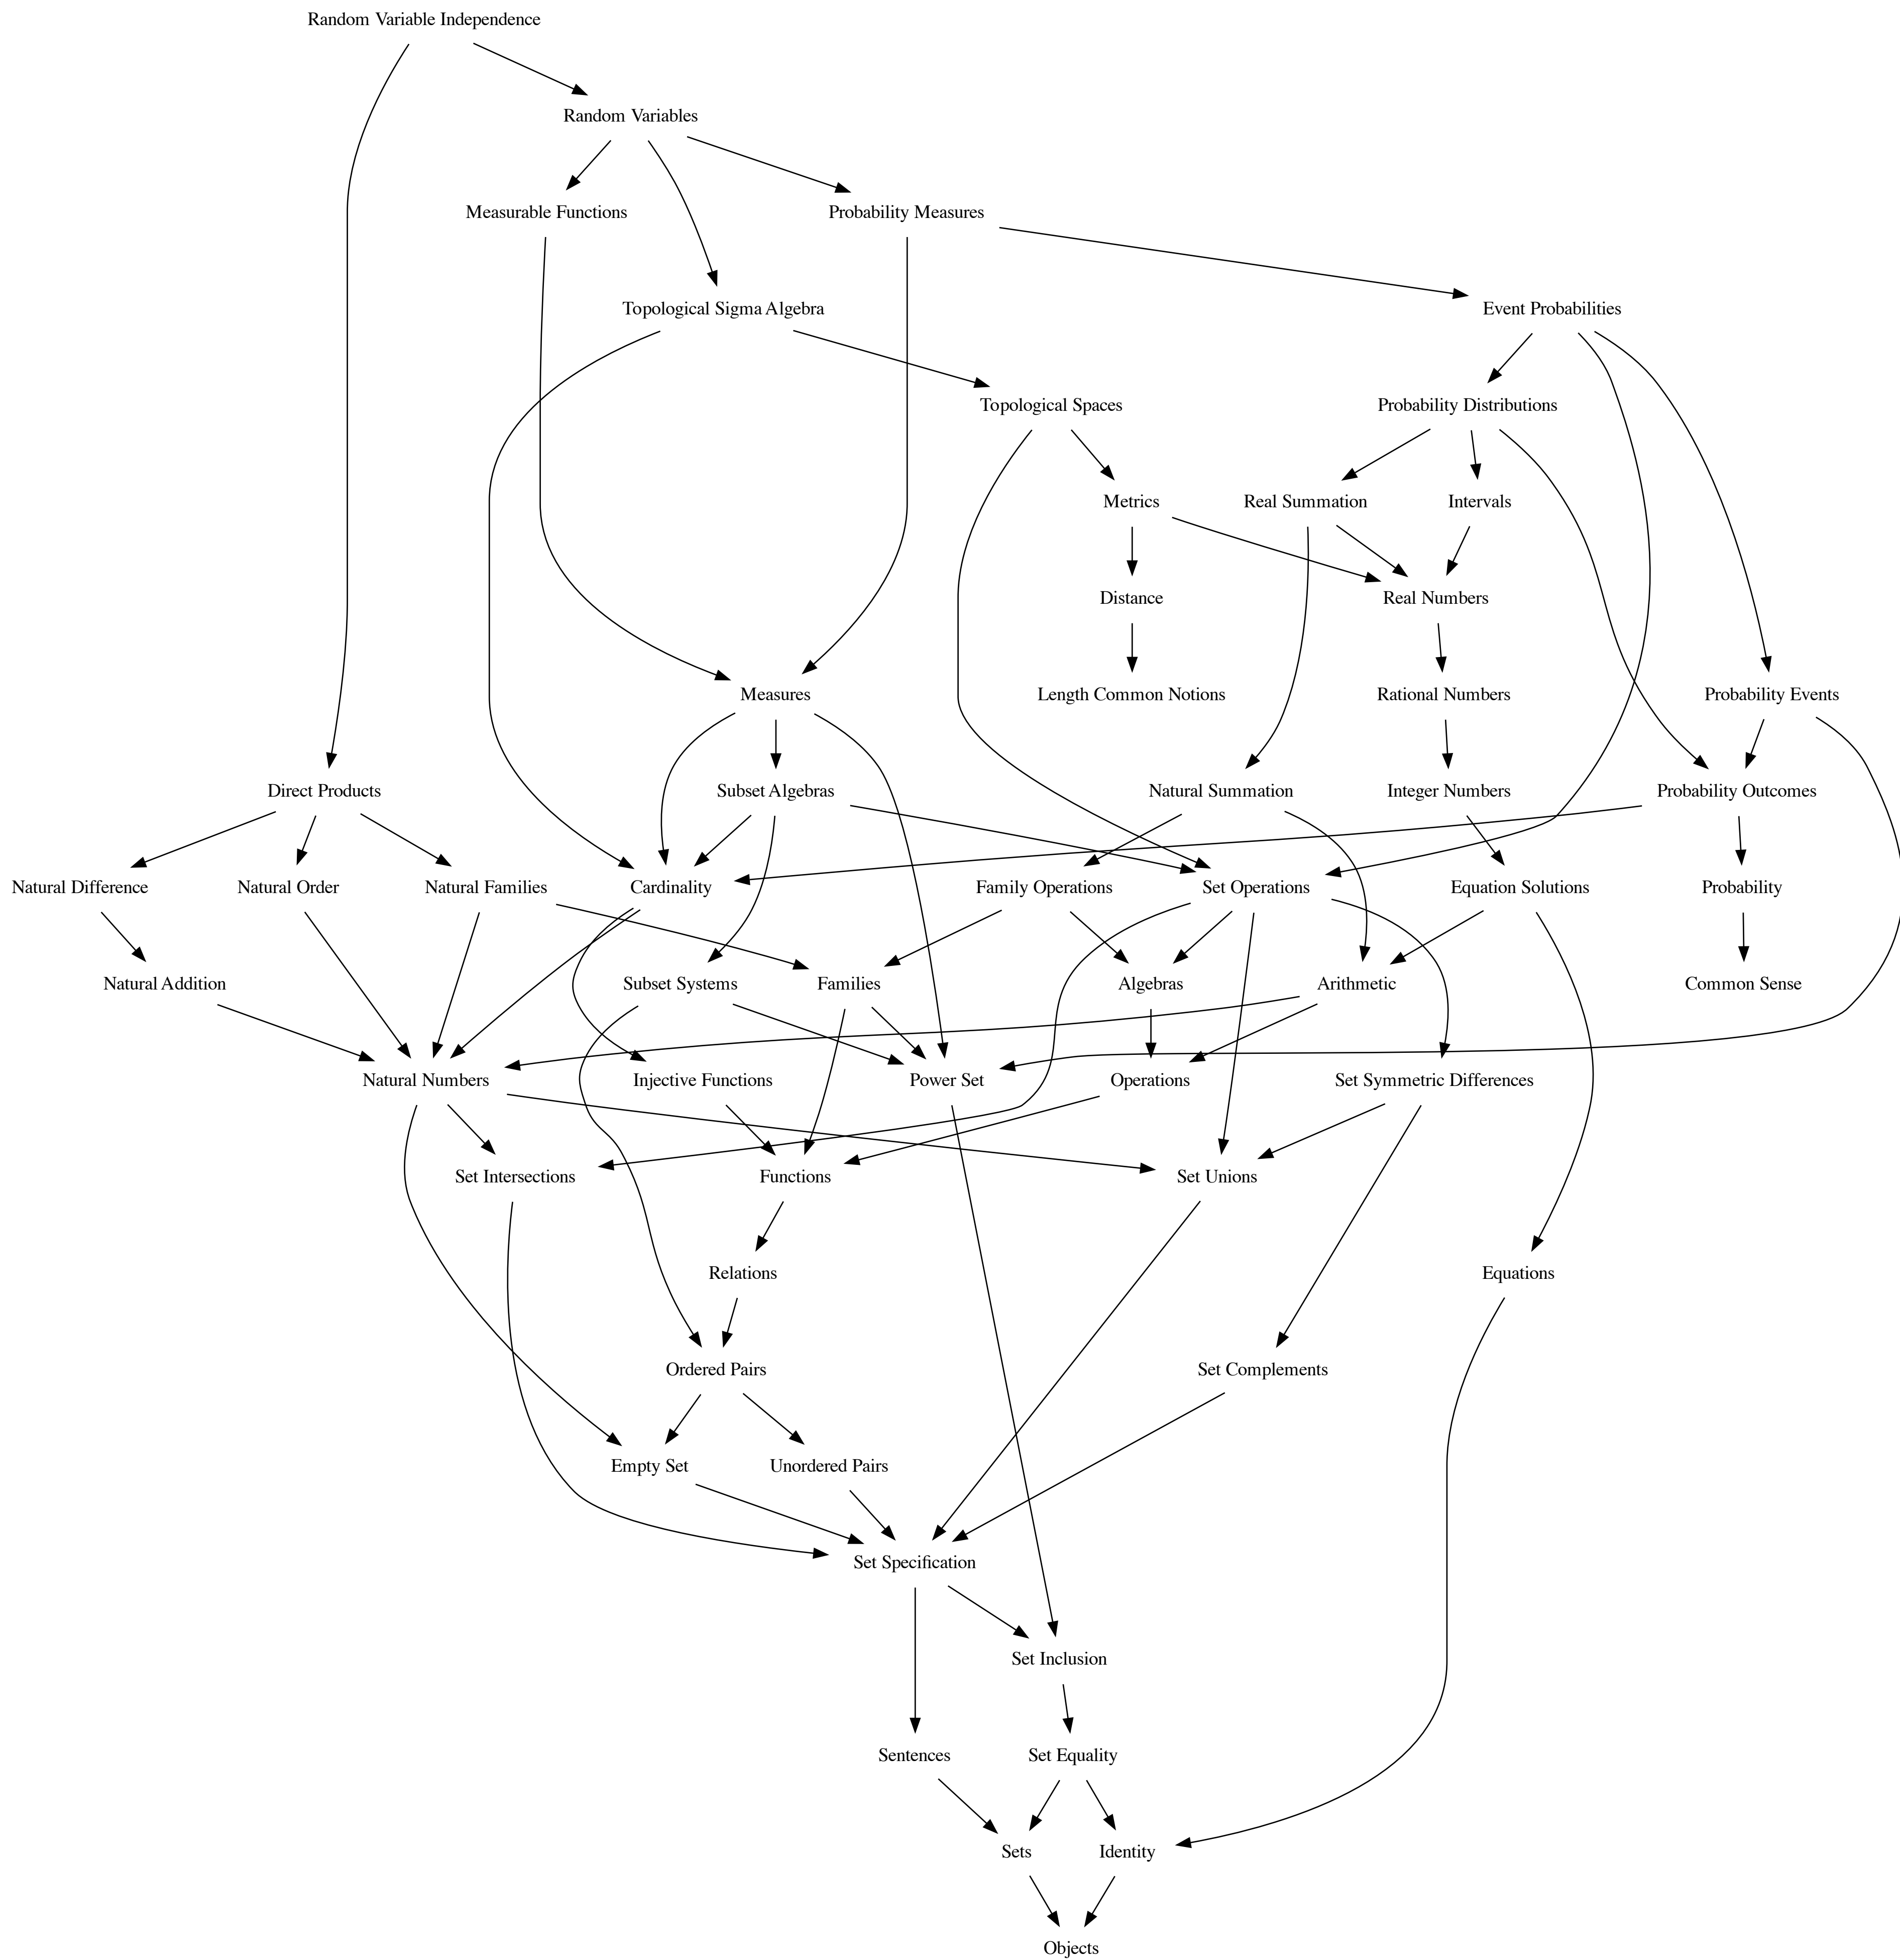 Random Variable Independence
Random Variables
Measurable Functions
Probability Measures
Topological Sigma Algebra
Event Probabilities
Topological Spaces
Probability Distributions
Metrics
Real Summation
Intervals
Distance
Real Numbers
Measures
Length Common Notions
Rational Numbers
Probability Events
Direct Products
Subset Algebras
Natural Summation
Integer Numbers
Probability Outcomes
Natural Difference
Natural Order
Natural Families
Cardinality
Family Operations
Set Operations
Equation Solutions
Probability
Natural Addition
Subset Systems
Families
Algebras
Arithmetic
Common Sense
Natural Numbers
Injective Functions
Power Set
Operations
Set Symmetric Differences
Set Intersections
Functions
Set Unions
Relations
Equations
Ordered Pairs
Set Complements
Empty Set
Unordered Pairs
Set Specification
Set Inclusion
Sentences
Set Equality
Sets
Identity
Objects